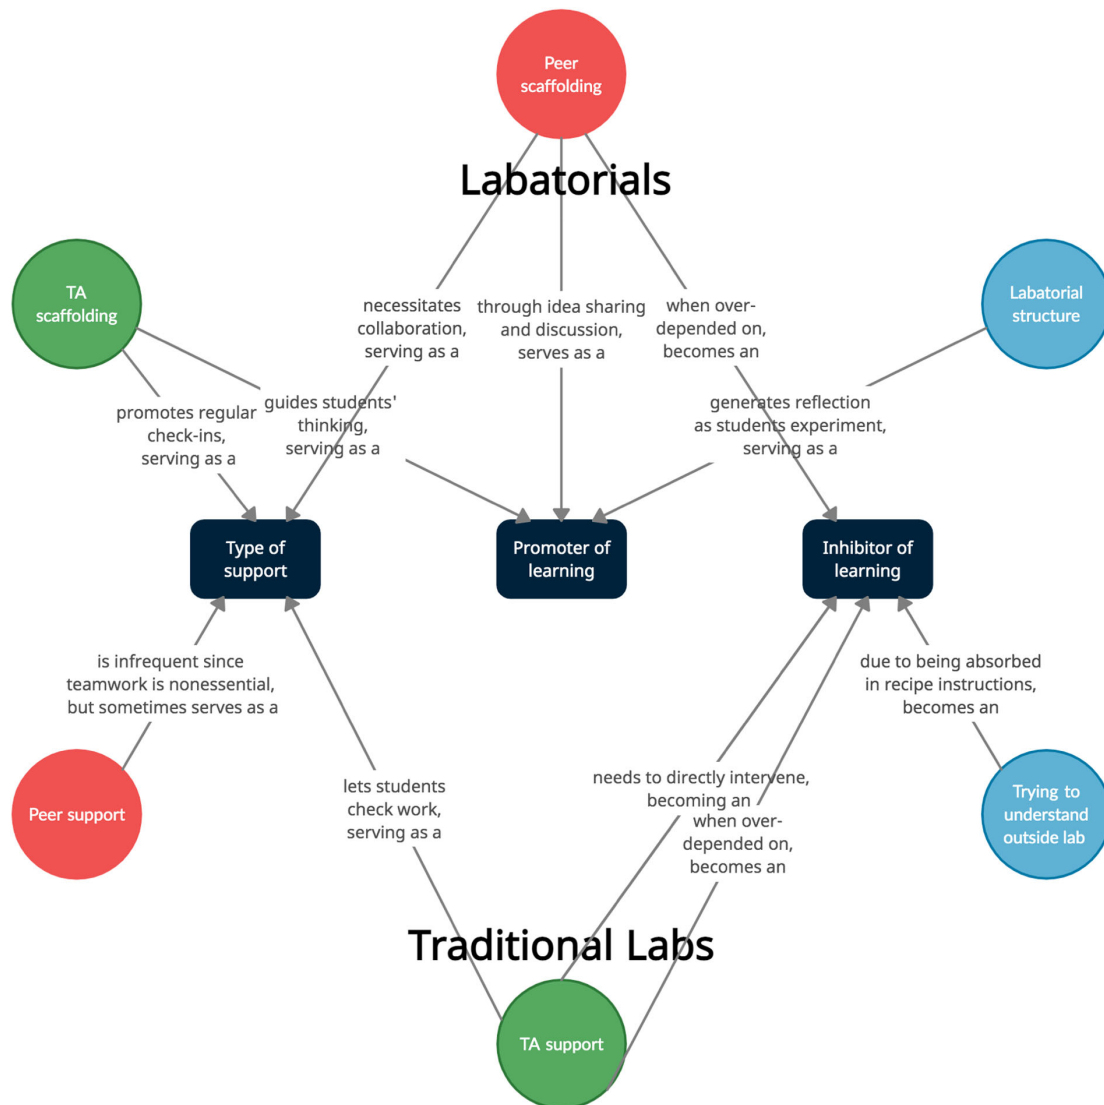 Peer
scaffolding
Labatorials
TA
scaffolding
Labatorial
structure
necessitates
collaboration,
serving as a
through idea sharing
and discussion,
serves as a
when over-
depended on,
becomes an
promotes regular
check-ins,
serving as a
guides students'
thinking,
serving as a
generates reflection
as students experiment,
serving as a
Type of
support
Promoter of
learning
Inhibitor of
learning
is infrequent since
teamwork is nonessential,
but sometimes serves as a
due to being absorbed
in recipe instructions,
becomes an
Peer support
lets students
check work,
serving as a
needs to directly intervene,
becoming an
when over-
depended on,
becomes an
Trying to
understand
outside lab
Traditional Labs
TA support